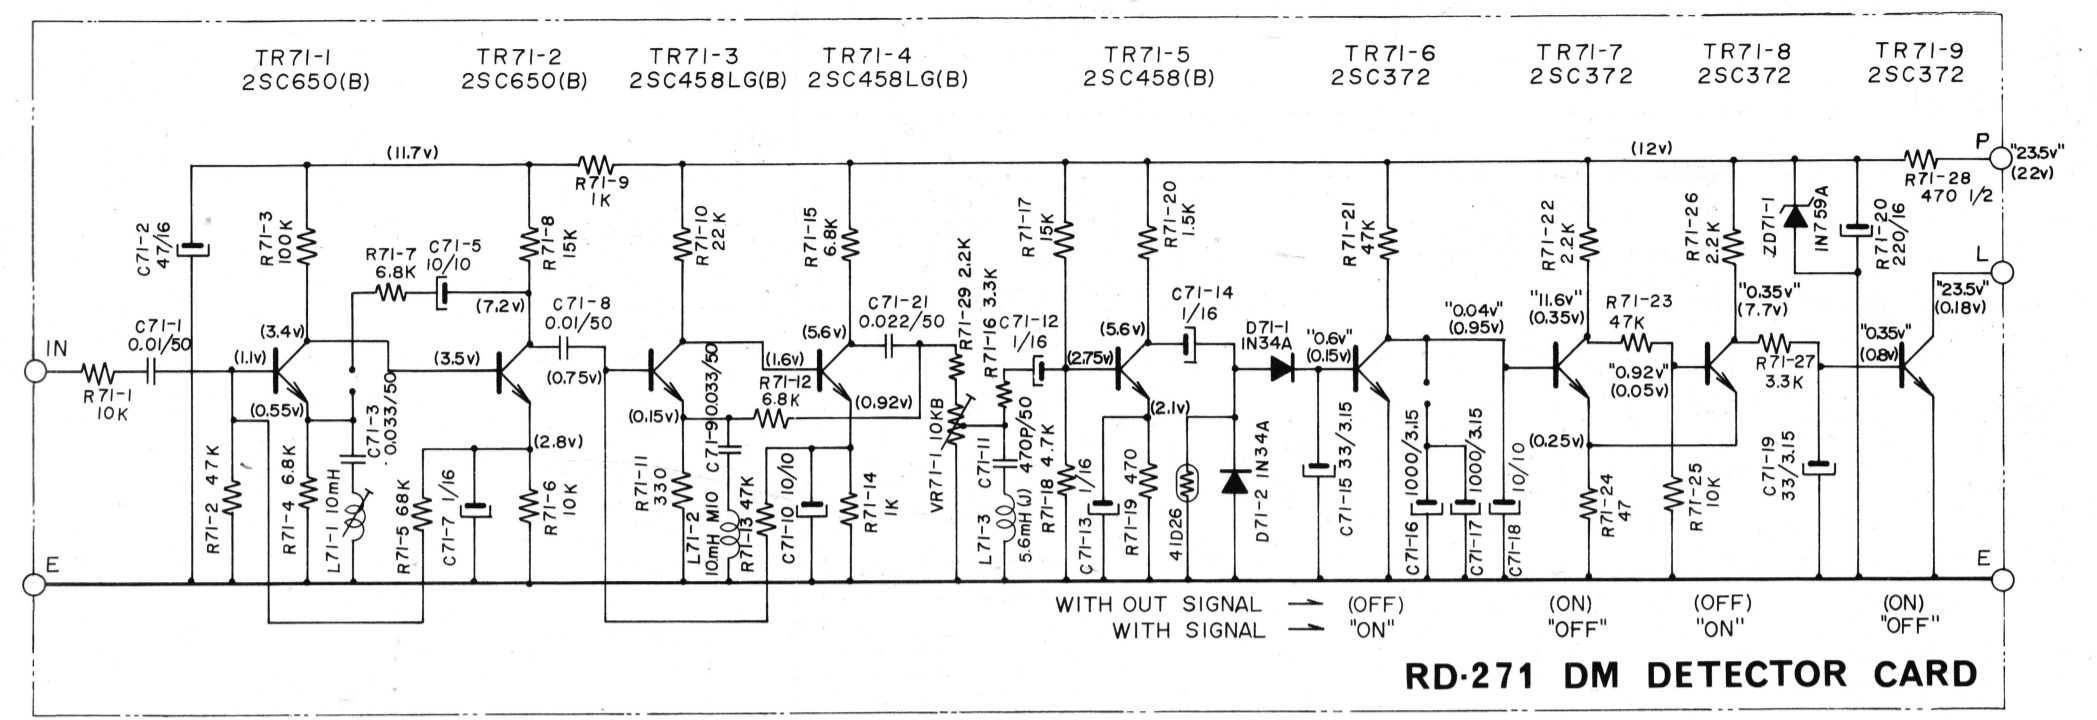 TR71-1
2SC650(B)
TR71-2
2SC650(B)
TR71-3
2SC458LG(B)
TR71-4
2SC458LG(B)
TR71-5
2SC458(B)
TR71-6
2SC372
TR71-7
2SC372
TR71-8
2SC372
TR71-9
2SC372
(11.7v)
(12v)
P
"23.5v"
(22v)
R71-9
1K
R71-28
470 1/2
C71-2
47/16
R71-3
100K
R71-7
6.8K
C71-5
10/10
R71-8
15K
R71-10
22K
R71-15
6.8K
R71-17
15K
R71-20
1.5K
R71-21
47K
R71-22
2.2K
R71-26
2.2K
ZD71-1
1N759A
R71-20
220/16
L
"23.5v"
(0.18v)
(7.2v)
C71-8
0.01/50
C71-21
0.022/50
R71-29 2.2K
R71-16 3.3K
C71-12
1/16
C71-14
1/16
D71-1
1N34A
"0.6v"
(0.15v)
"0.04v"
(0.95v)
"11.6v"
(0.35v)
R71-23
47K
"0.35v"
(7.7v)
R71-27
3.3K
"0.35v"
(0.8v)
IN
C71-1
0.01/50
R71-1
10K
(3.4v)
(1.1v)
(0.55v)
(3.5v)
(0.75v)
(2.8v)
(0.15v)
(1.6v)
R71-12
6.8K
(5.6v)
(0.92v)
(2.75v)
(5.6v)
(2.1v)
"0.92v"
(0.05v)
(0.25v)
R71-2 47K
R71-4 6.8K
L71-1 10mH
C71-3
0.033/50
R71-5 68K
C71-7 1/16
R71-6
10K
R71-11
330
L71-2
10mH M10
C71-9 0.033/50
R71-13 47K
C71-10 10/10
R71-14
1K
VR71-1 10KB
C71-11
470P/50
L71-3
5.6mH(J)
R71-18 4.7K
C71-13
1/16
R71-19 470
41D26
D71-2 1N34A
C71-15 33/3.15
C71-16
1000/3.15
C71-17
1000/3.15
C71-18
10/10
R71-24
47
R71-25
10K
C71-19
33/3.15
E
E
WITH OUT SIGNAL → (OFF) (ON) (OFF) (ON)
WITH SIGNAL → "ON" "OFF" "ON" "OFF"
RD·271 DM DETECTOR CARD